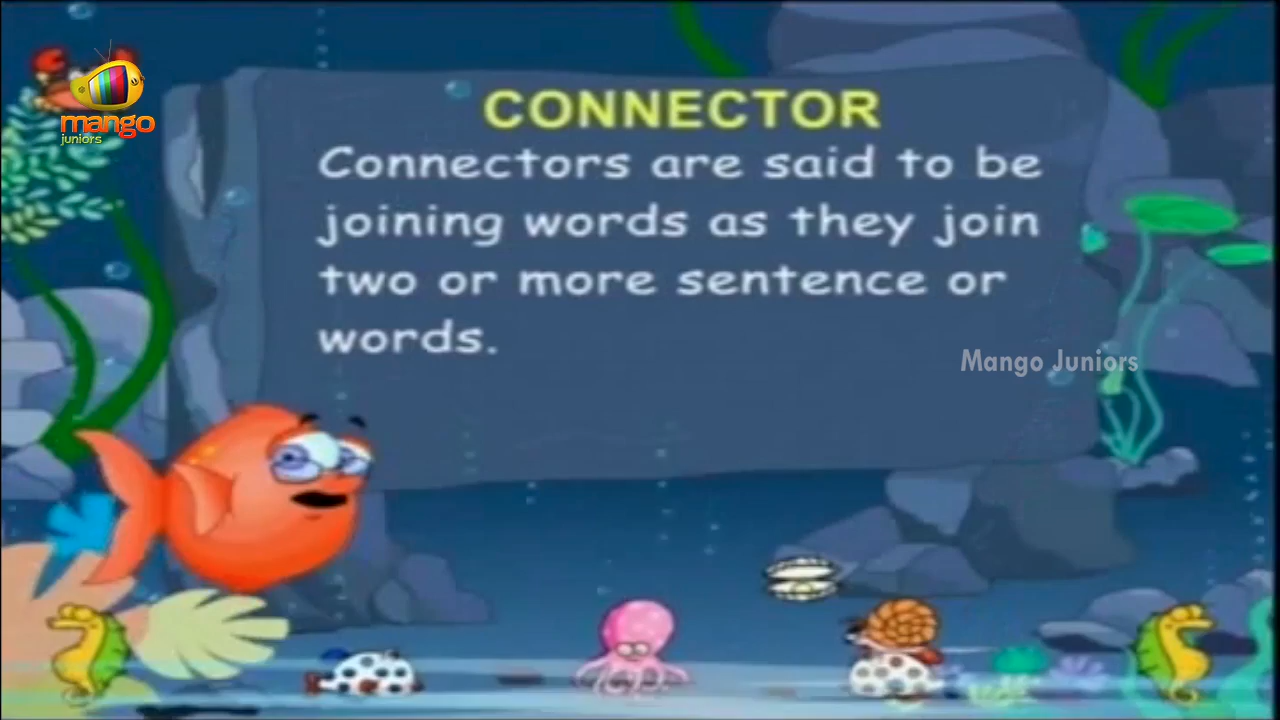 mango
juniors
CONNECTOR
Connectors are said to be
joining words as they join
two or more sentence or
words.
Mango Juniors